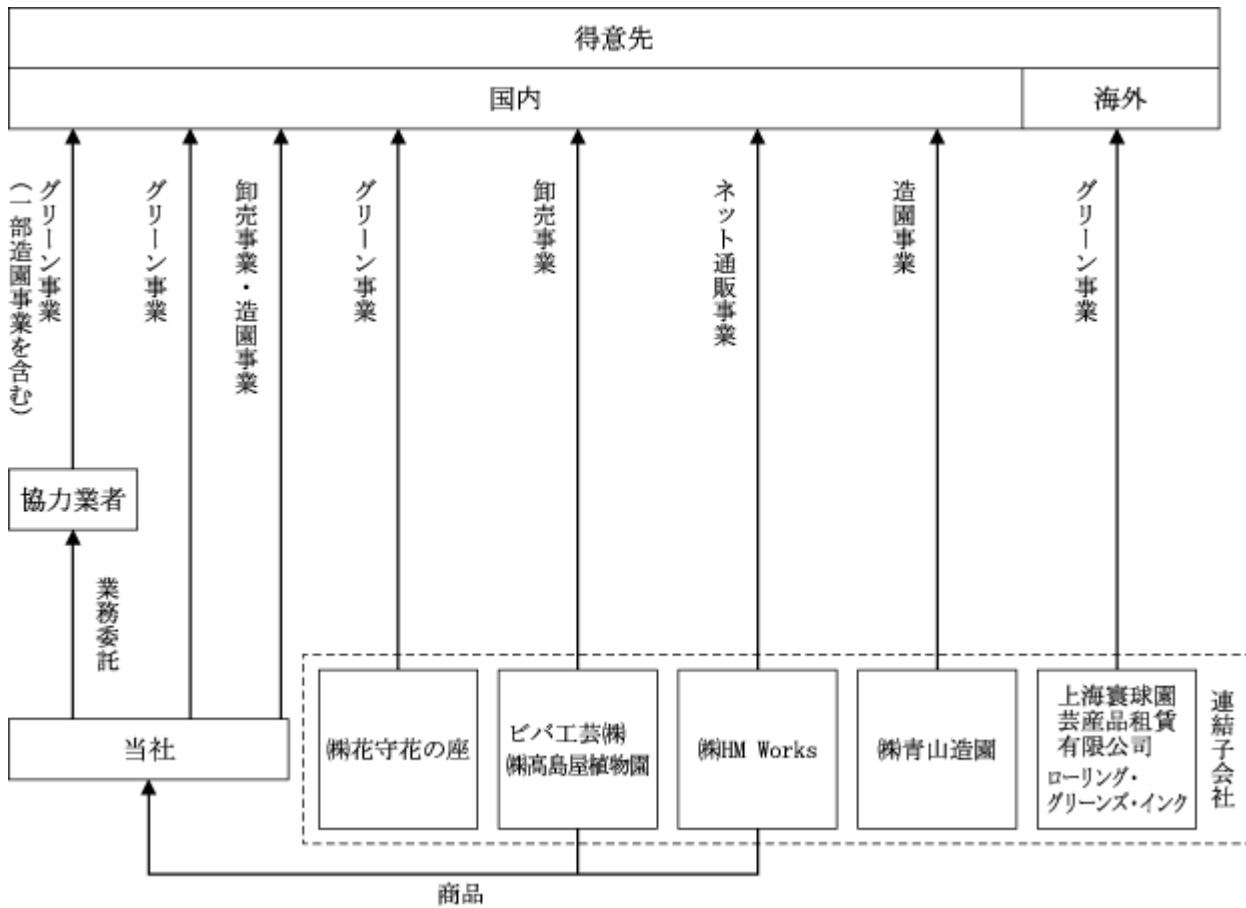 得意先
国内
海外
グリーン事業
(一部造園事業を含む)
グリーン事業
卸売事業・造園事業
グリーン事業
卸売事業
ネット通販事業
造園事業
グリーン事業
協力業者
業務委託
当社
㈱花守花の座
ビバ工芸㈱
㈱髙島屋植物園
㈱HM Works
㈱青山造園
上海寰球園
芸産品租賃
有限公司
ローリング・
グリーンズ・インク
連結子会社
商品